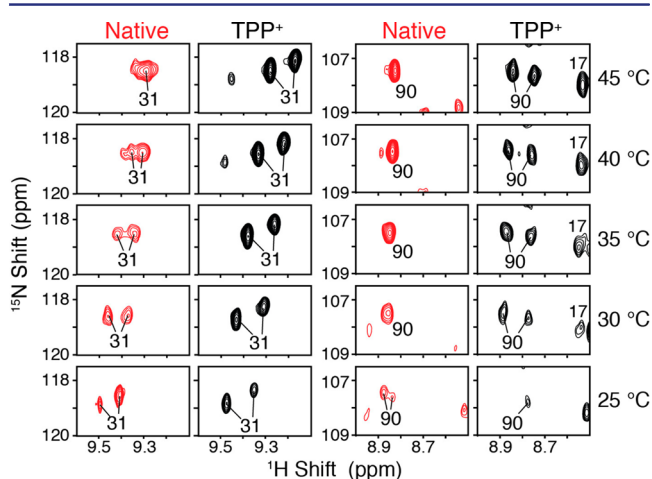 Native TPP⁺ Native TPP⁺
118 120 31 31 107 109 90 90 17 45 °C
118 120 31 31 107 109 90 90 17 40 °C
118 120 31 31 107 109 90 90 17 35 °C
118 120 31 31 107 109 90 90 17 30 °C
118 120 31 31 107 109 90 90 25 °C
9.5 9.3 9.5 9.3 8.9 8.7 8.9 8.7
¹⁵N Shift (ppm)
¹H Shift (ppm)